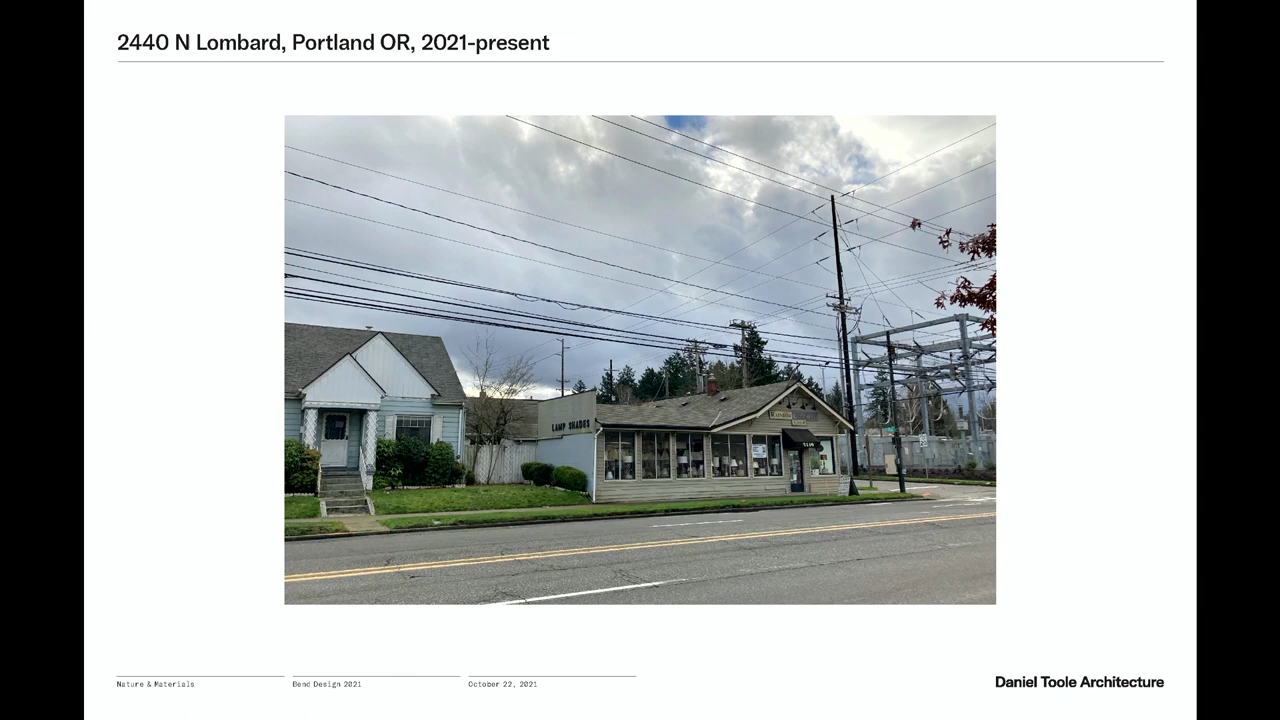 2440 N Lombard, Portland OR, 2021-present
LAMP SHADES
Nature & Materials
Bend Design 2021
October 22, 2021
Daniel Toole Architecture